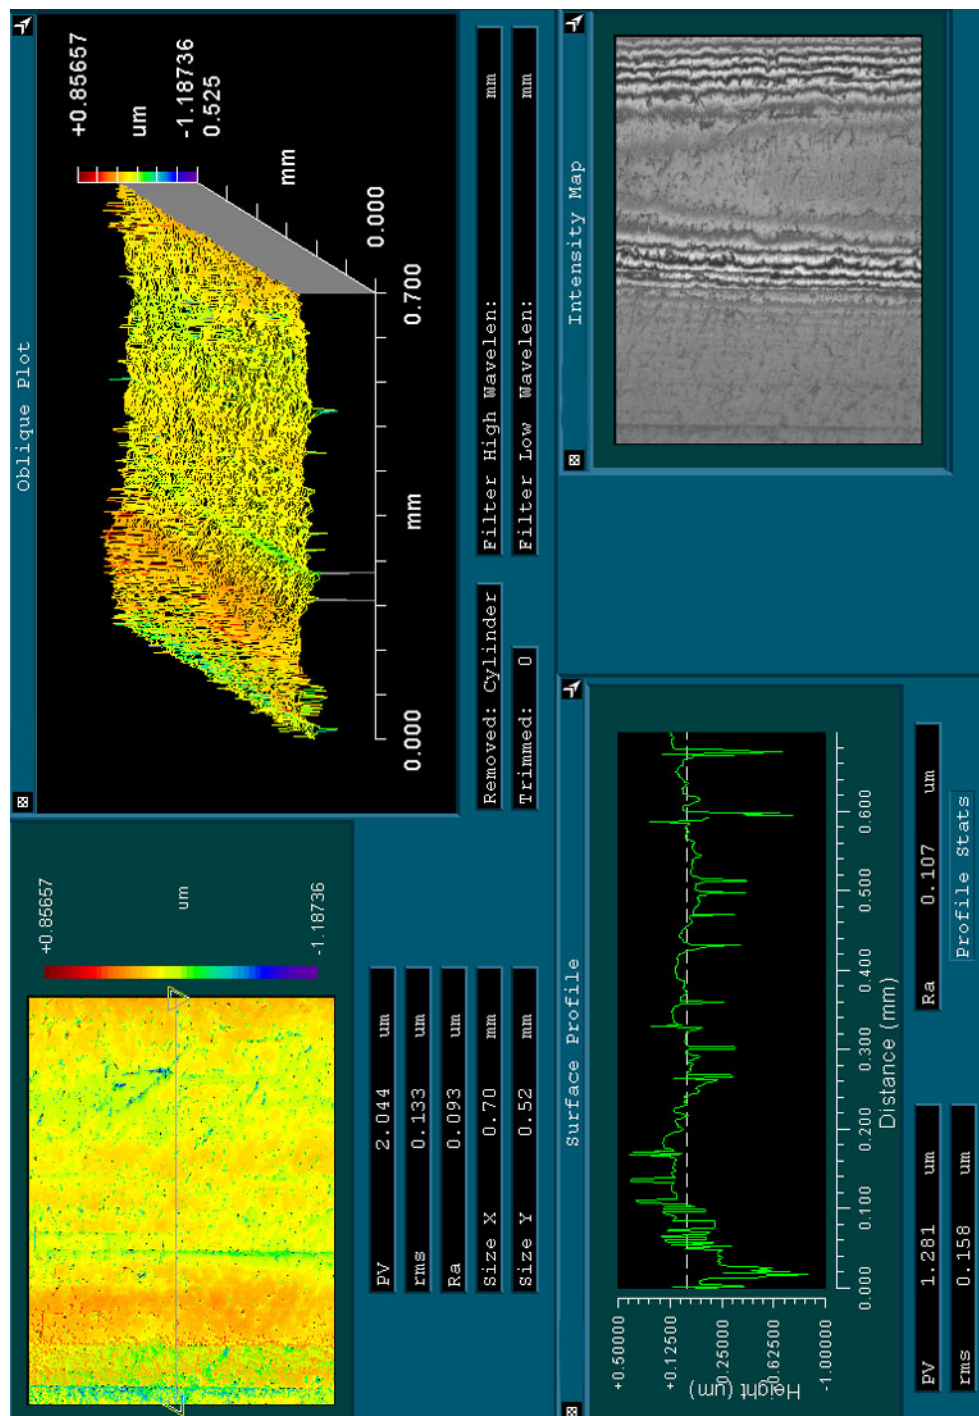 +0.85657
um
-1.18736
PV 2.044 um
rms 0.133 um
Ra 0.093 um
Size X 0.70 mm
Size Y 0.52 mm
Oblique Plot
+0.85657
um
-1.18736
0.525
mm
0.000
0.700
mm
0.000
Removed: Cylinder
Trimmed: 0
Filter High Wavelen: mm
Filter Low Wavelen: mm
Surface Profile
+0.50000
+0.12500
-0.25000
-0.62500
-1.00000
Height (µm)
0.000 0.100 0.200 0.300 0.400 0.500 0.600
Distance (mm)
PV 1.281 um
rms 0.158 um
Ra 0.107 um
Profile Stats
Intensity Map